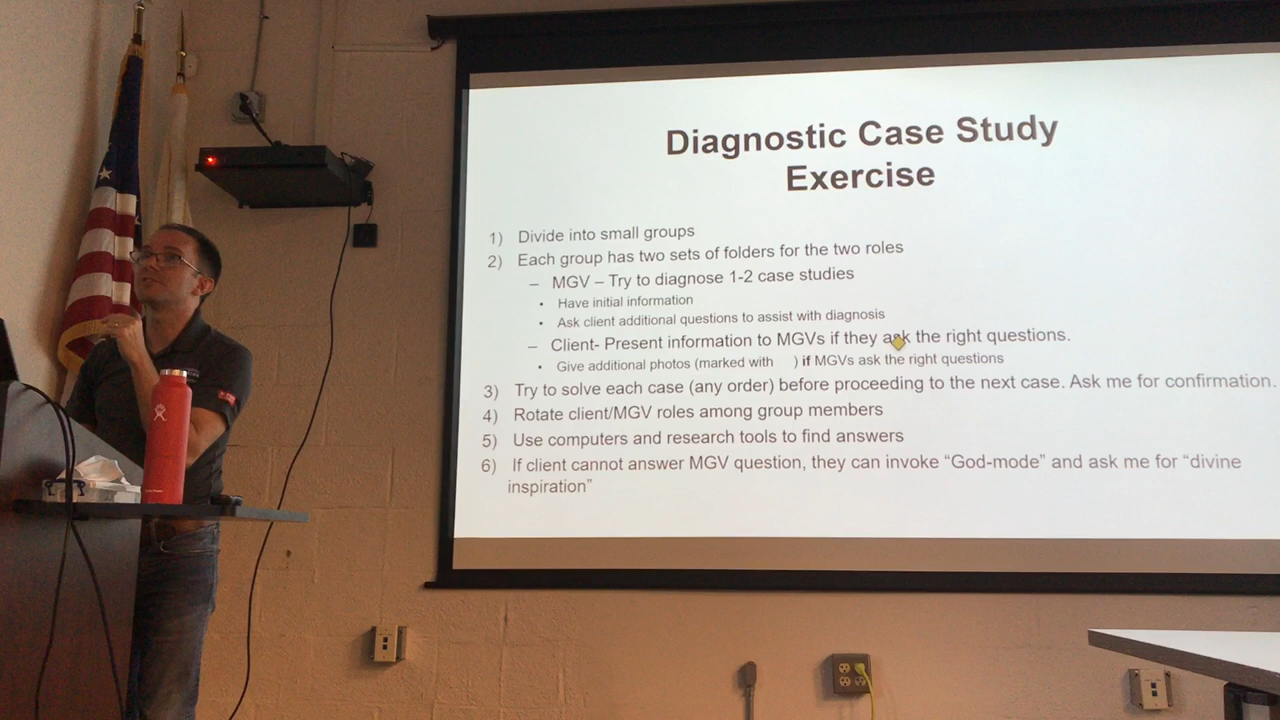 Diagnostic Case Study
Exercise
1) Divide into small groups
2) Each group has two sets of folders for the two roles
– MGV – Try to diagnose 1-2 case studies
• Have initial information
• Ask client additional questions to assist with diagnosis
– Client- Present information to MGVs if they ask the right questions.
• Give additional photos (marked with ) if MGVs ask the right questions
3) Try to solve each case (any order) before proceeding to the next case. Ask me for confirmation.
4) Rotate client/MGV roles among group members
5) Use computers and research tools to find answers
6) If client cannot answer MGV question, they can invoke “God-mode” and ask me for “divine
inspiration”